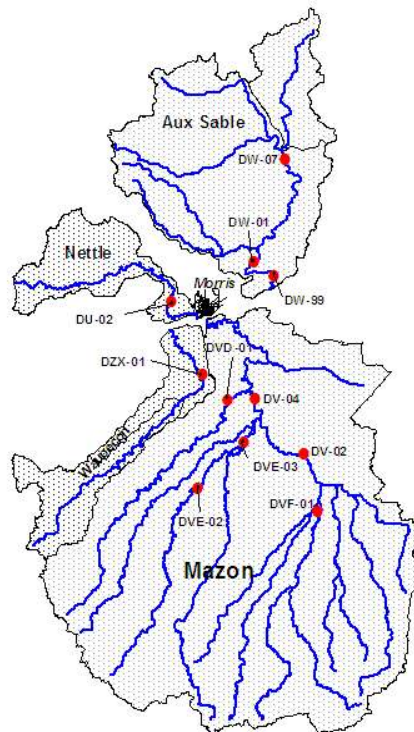 Aux Sable
DW-07
DW-01
Nettle
Morris
DW-99
DU-02
DVD-01
DZX-01
DV-04
Waupecan
DVE-03
DV-02
DVE-02
DVF-01
Mazon